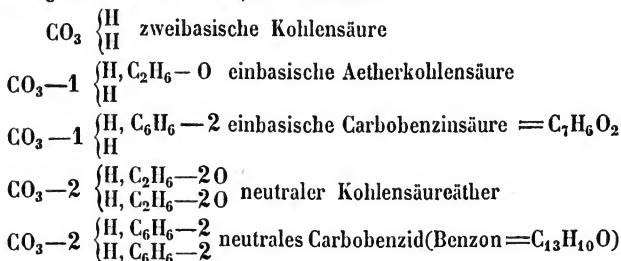 CO₃ {H zweibasische Kohlensäure
{H
CO₃—1 {H, C₂H₆—O einbasische Aetherkohlensäure
{H
CO₃—1 {H, C₆H₆—2 einbasische Carbobenzinsäure =C₇H₆O₂
{H
CO₃—2 {H, C₂H₆—2O neutraler Kohlensäureäther
{H, C₂H₆—2O
CO₃—2 {H, C₆H₆—2 neutrales Carbobenzid(Benzon=C₁₃H₁₀O)
{H, C₆H₆—2